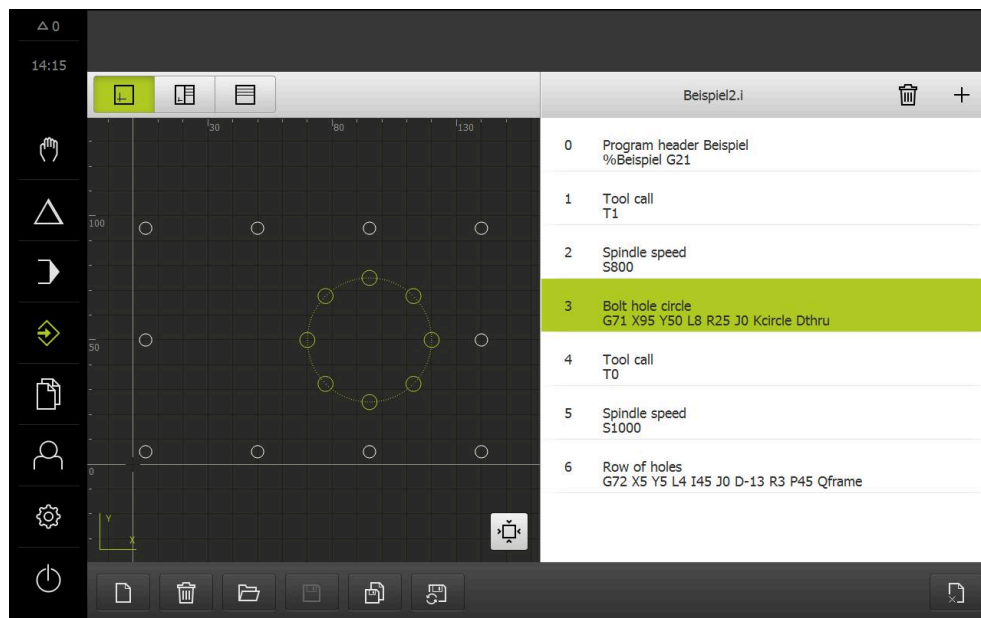 △ 0
14:15
Beispiel2.i
30 80 130
100
50
0
Y
X
0 Program header Beispiel
%Beispiel G21
1 Tool call
T1
2 Spindle speed
S800
3 Bolt hole circle
G71 X95 Y50 L8 R25 J0 Kcircle Dthru
4 Tool call
T0
5 Spindle speed
S1000
6 Row of holes
G72 X5 Y5 L4 I45 J0 D-13 R3 P45 Qframe